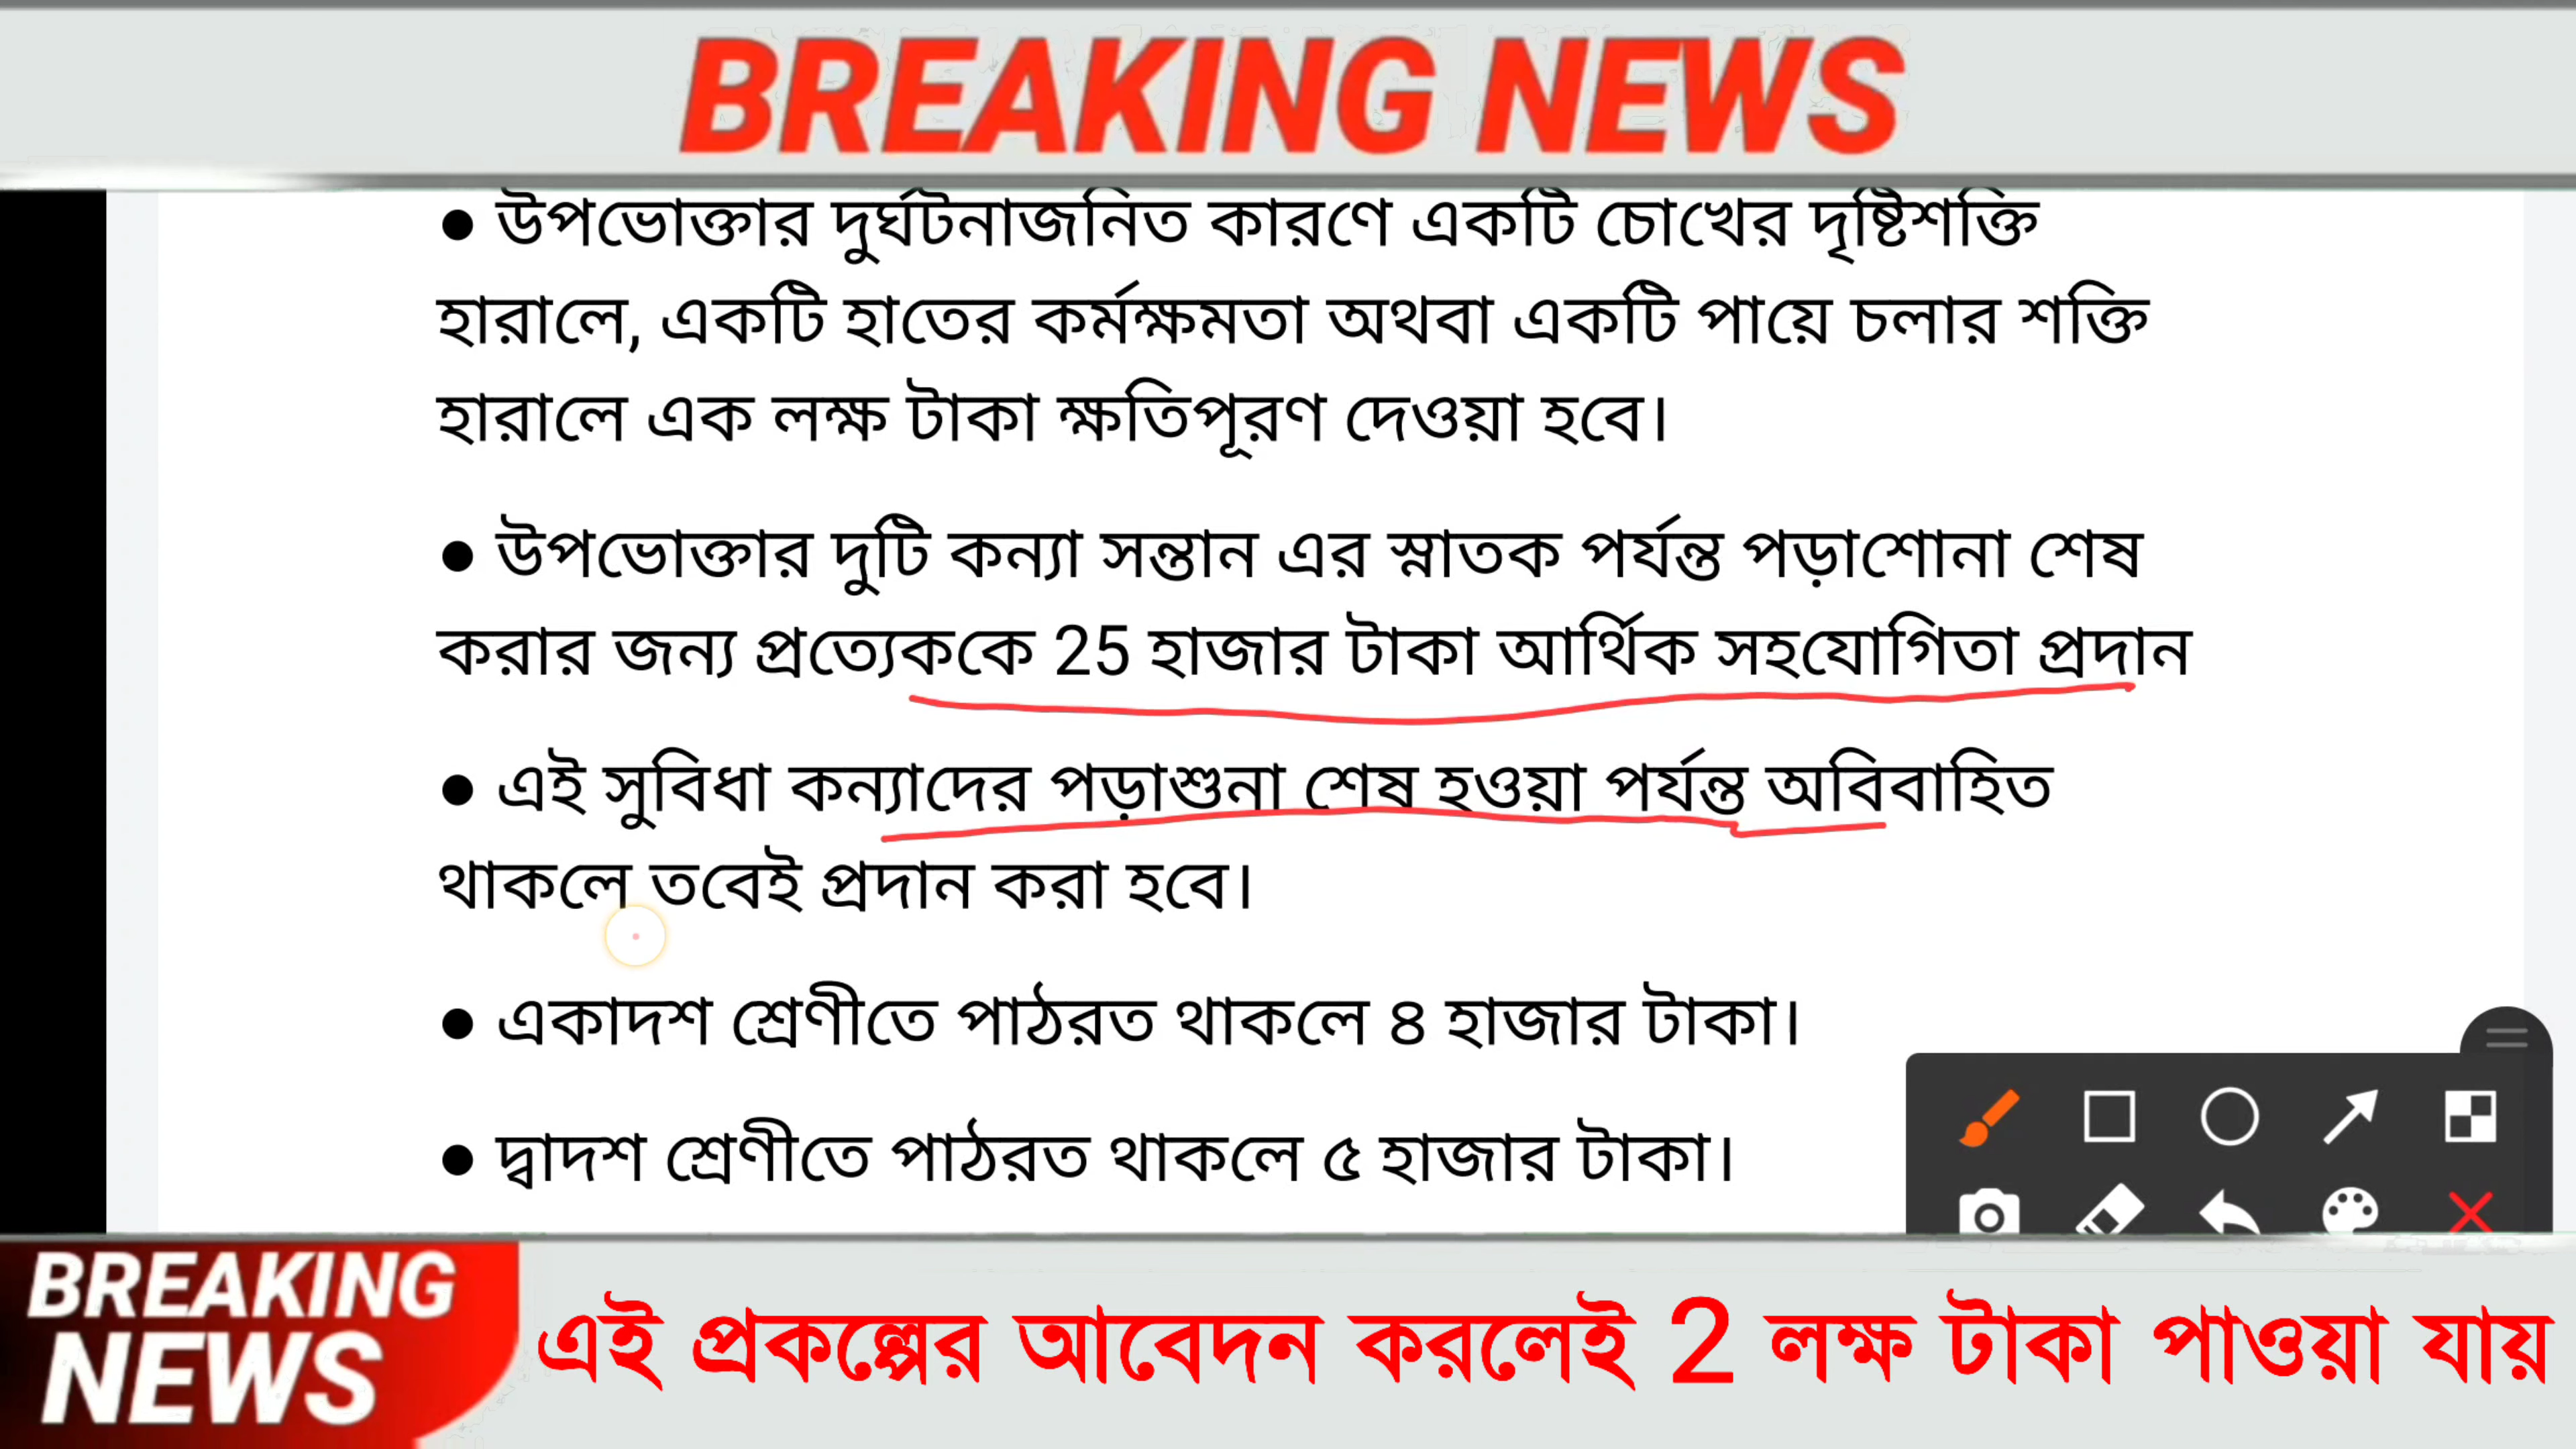 BREAKING NEWS
● উপভোক্তার দুর্ঘটনাজনিত কারণে একটি চোখের দৃষ্টিশক্তি
হারালে, একটি হাতের কর্মক্ষমতা অথবা একটি পায়ে চলার শক্তি
হারালে এক লক্ষ টাকা ক্ষতিপূরণ দেওয়া হবে।
● উপভোক্তার দুটি কন্যা সন্তান এর স্নাতক পর্যন্ত পড়াশোনা শেষ
করার জন্য প্রত্যেককে 25 হাজার টাকা আর্থিক সহযোগিতা প্রদান
● এই সুবিধা কন্যাদের পড়াশুনা শেষ হওয়া পর্যন্ত অবিবাহিত
থাকলে তবেই প্রদান করা হবে।
● একাদশ শ্রেণীতে পাঠরত থাকলে ৪ হাজার টাকা।
● দ্বাদশ শ্রেণীতে পাঠরত থাকলে ৫ হাজার টাকা।
BREAKING
NEWS
এই প্রকল্পের আবেদন করলেই 2 লক্ষ টাকা পাওয়া যায়